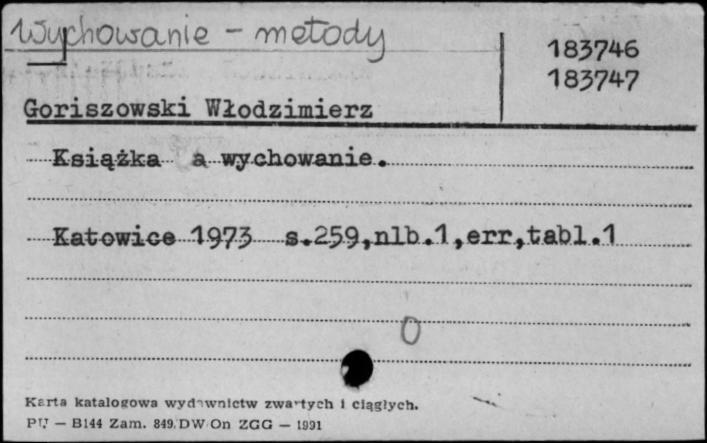 Wychowanie - metody
183746
183747
Goriszowski Włodzimierz
Książka a wychowanie.
Katowice 1973 s.259,nlb.1,err,tabl.1
0
Karta katalogowa wydawnictw zwartych i ciągłych.
PU — B144 Zam. 849. DW On ZGG — 1991